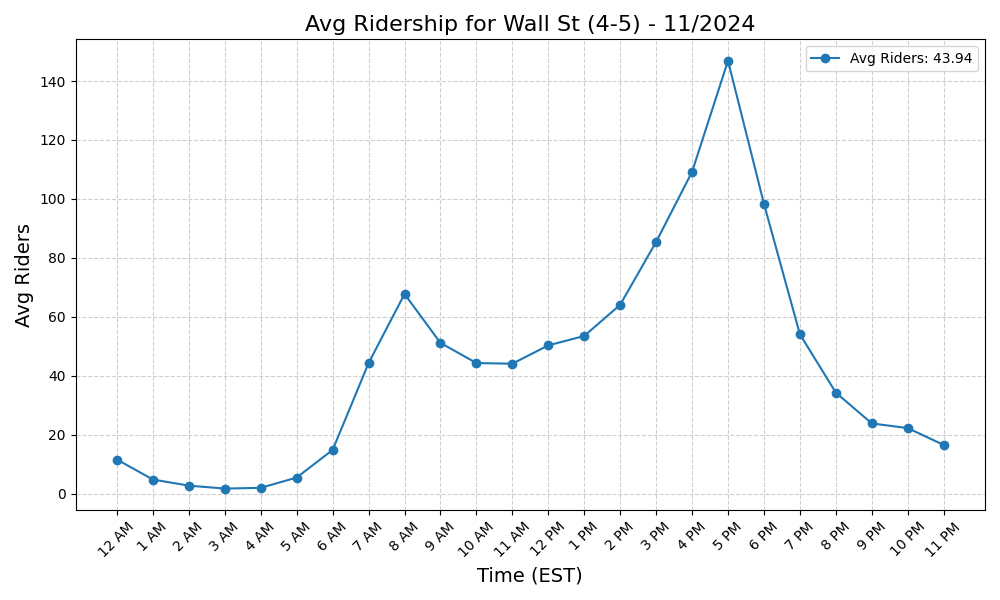 Avg Ridership for Wall St (4-5) - 11/2024
Avg Riders: 43.94
Avg Riders
140
120
100
80
60
40
20
0
12 AM
1 AM
2 AM
3 AM
4 AM
5 AM
6 AM
7 AM
8 AM
9 AM
10 AM
11 AM
12 PM
1 PM
2 PM
3 PM
4 PM
5 PM
6 PM
7 PM
8 PM
9 PM
10 PM
11 PM
Time (EST)